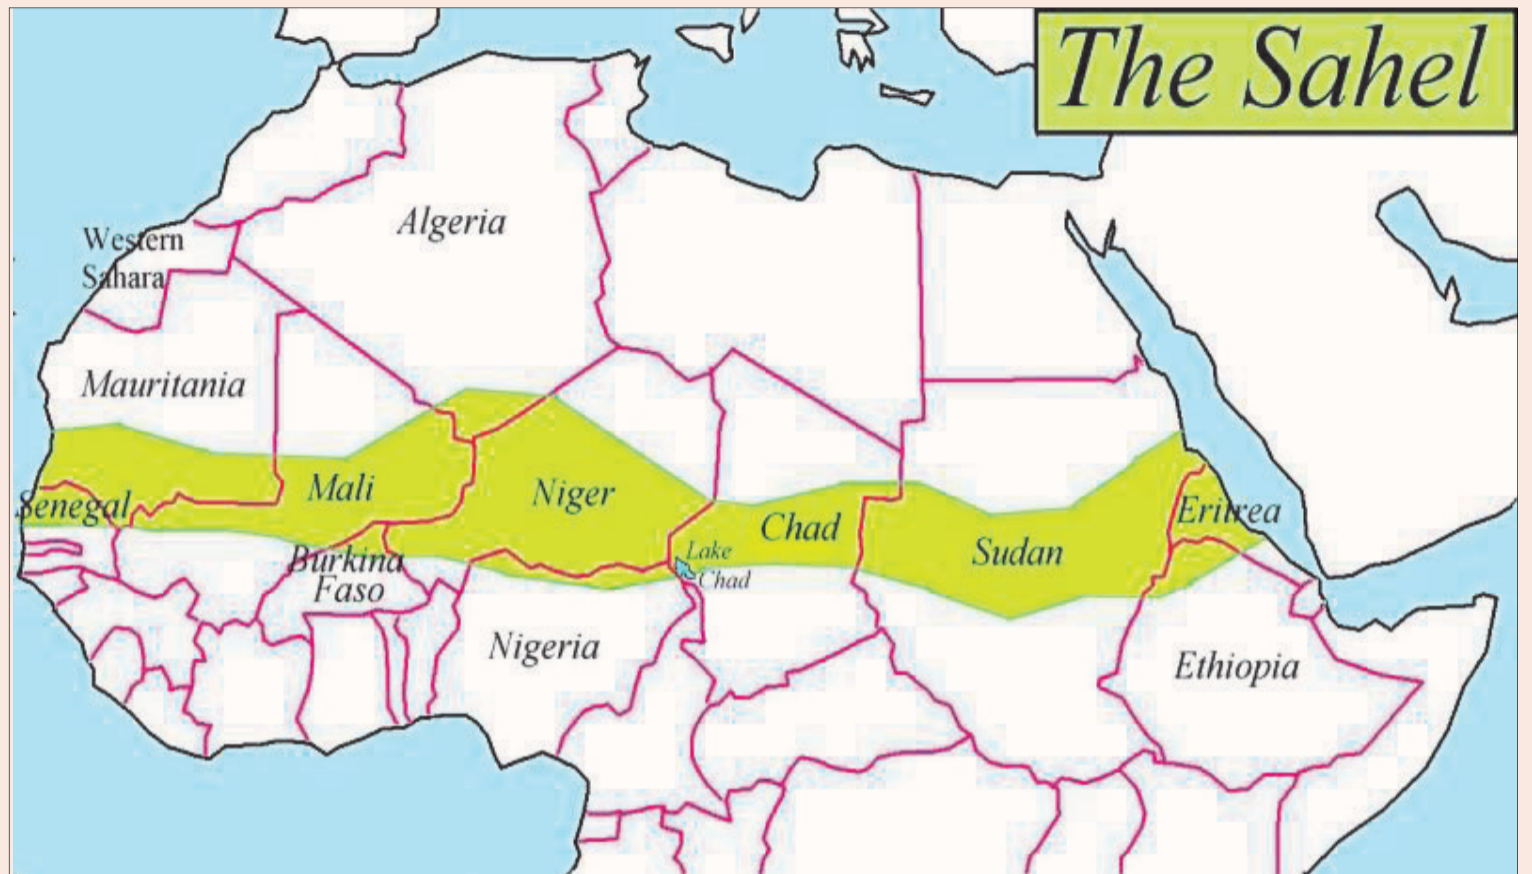 The Sahel
Algeria
Western
Sahara
Mauritania
Senegal
Mali
Niger
Chad
Sudan
Eritrea
Lake
Chad
Burkina
Faso
Nigeria
Ethiopia